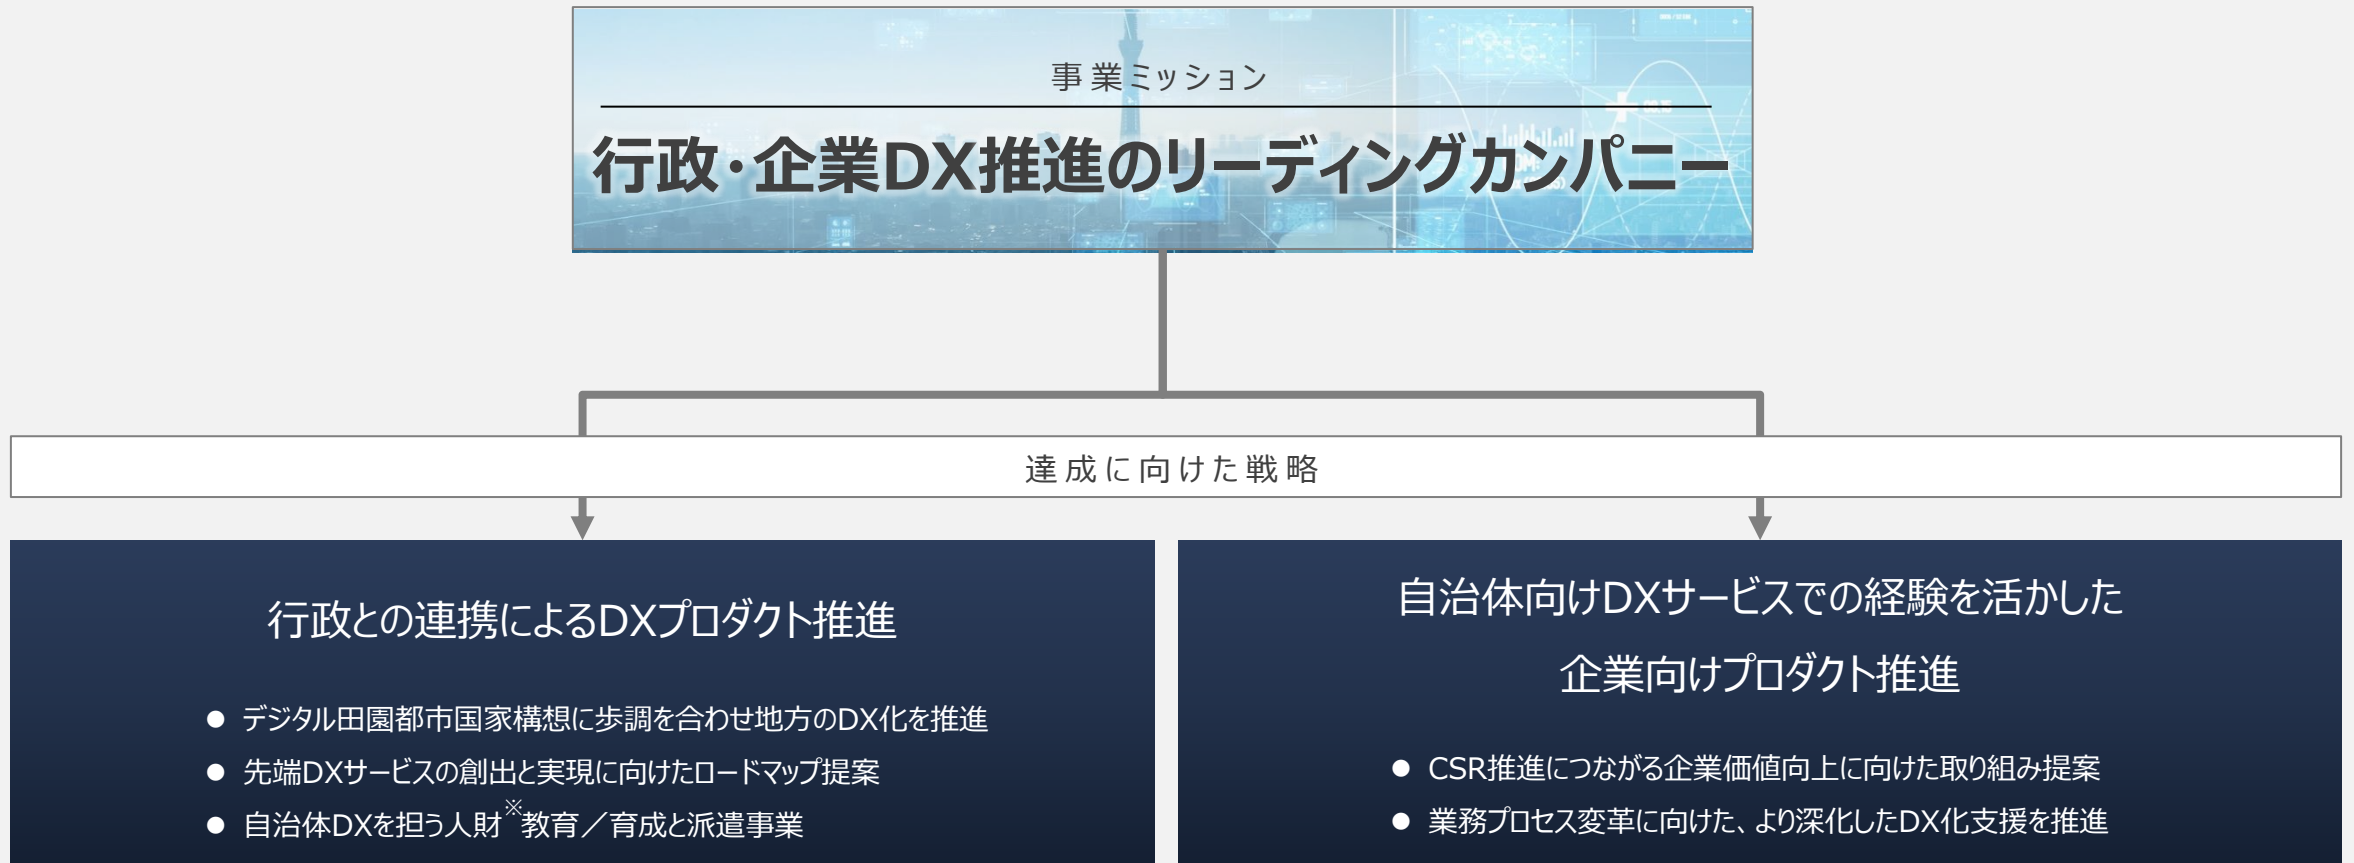 事業ミッション
行政・企業DX推進のリーディングカンパニー
達成に向けた戦略
行政との連携によるDXプロダクト推進
● デジタル田園都市国家構想に歩調を合わせ地方のDX化を推進
● 先端DXサービスの創出と実現に向けたロードマップ提案
● 自治体DXを担う人財※教育／育成と派遣事業
自治体向けDXサービスでの経験を活かした
企業向けプロダクト推進
● CSR推進につながる企業価値向上に向けた取り組み提案
● 業務プロセス変革に向けた、より深化したDX化支援を推進